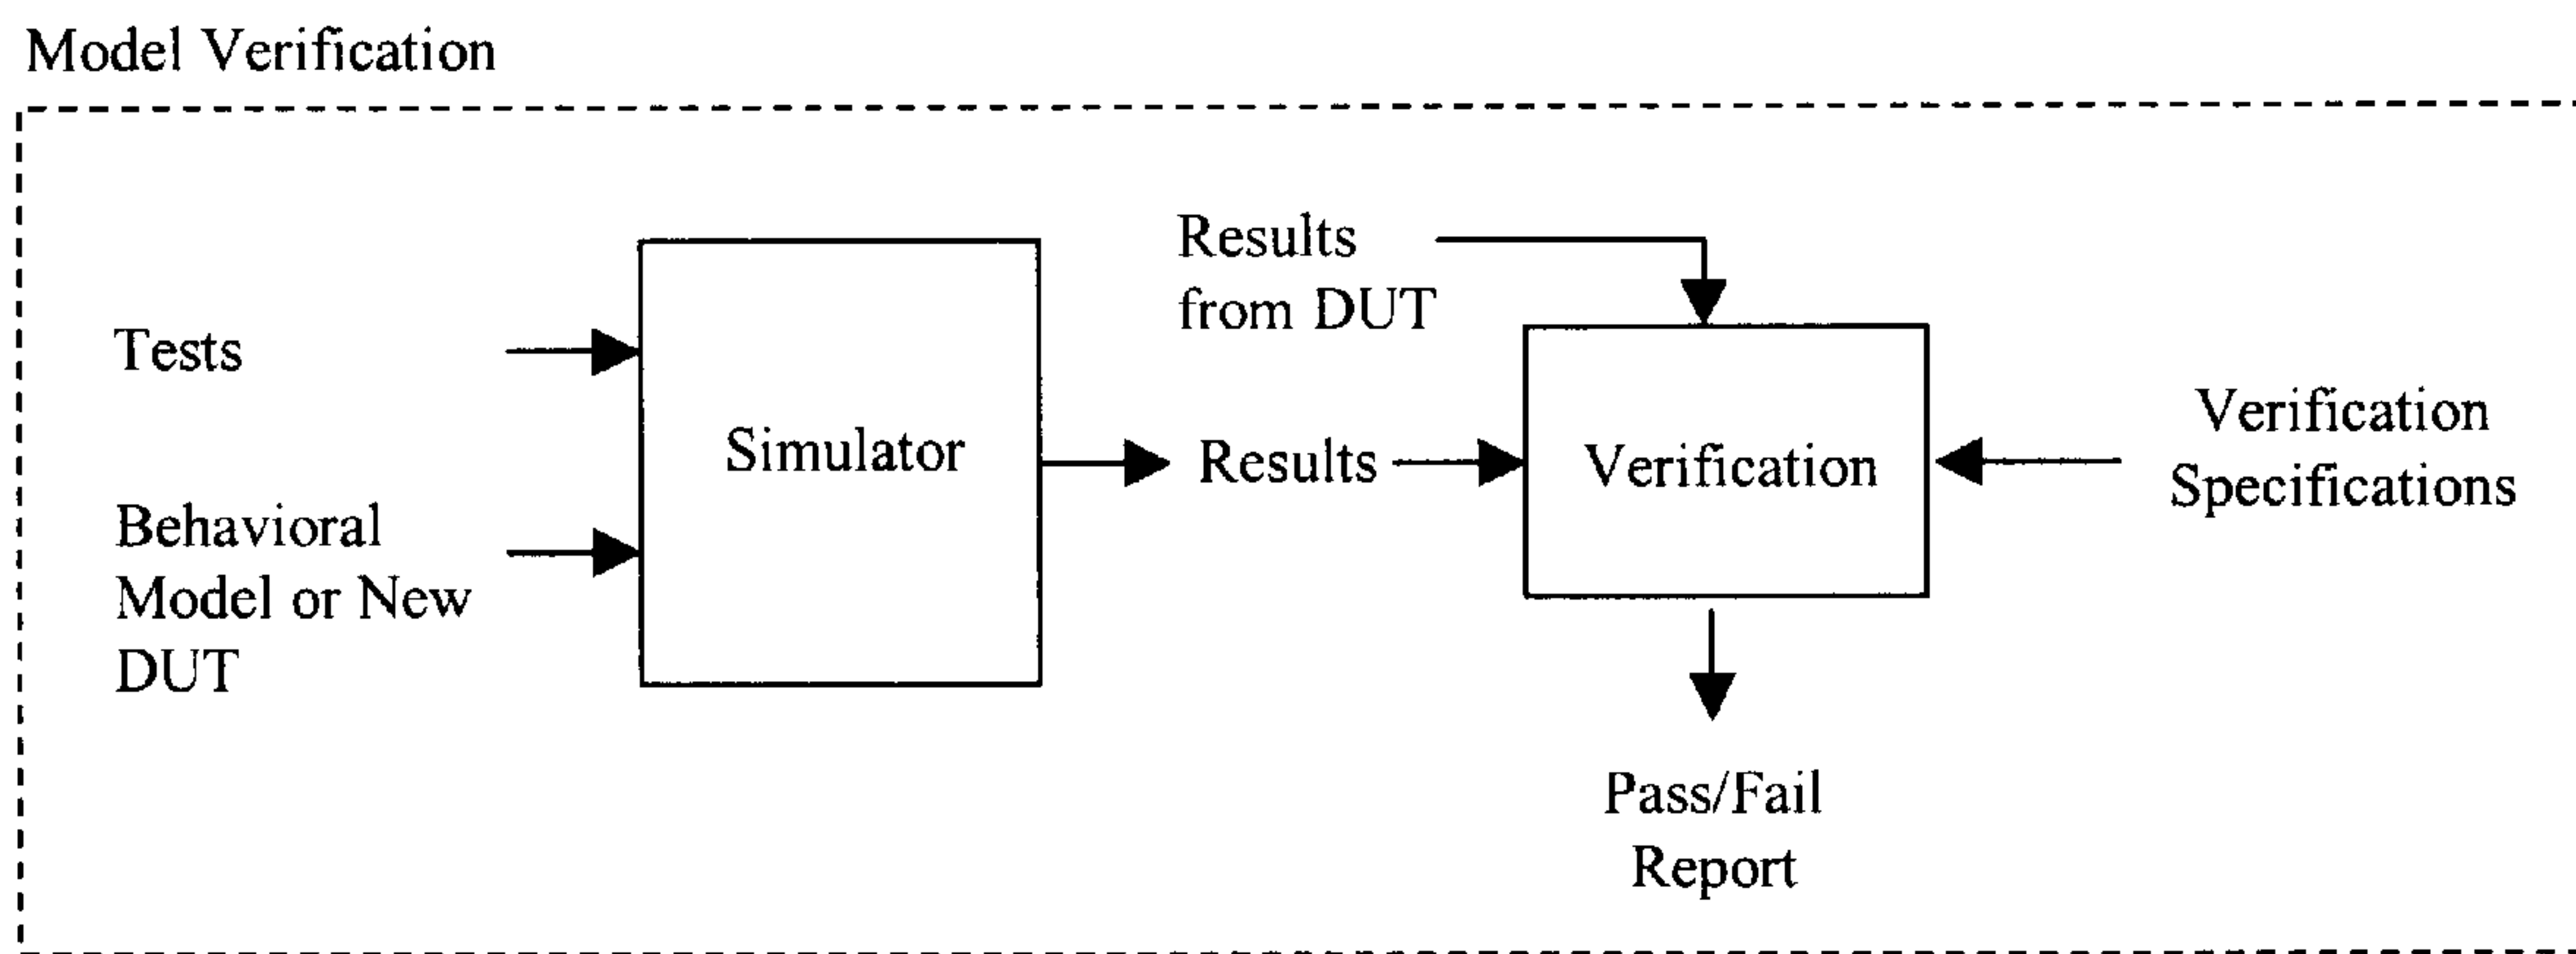 Model Verification
Tests
Behavioral
Model or New
DUT
Simulator
Results
from DUT
Results
Verification
Verification
Specifications
Pass/Fail
Report